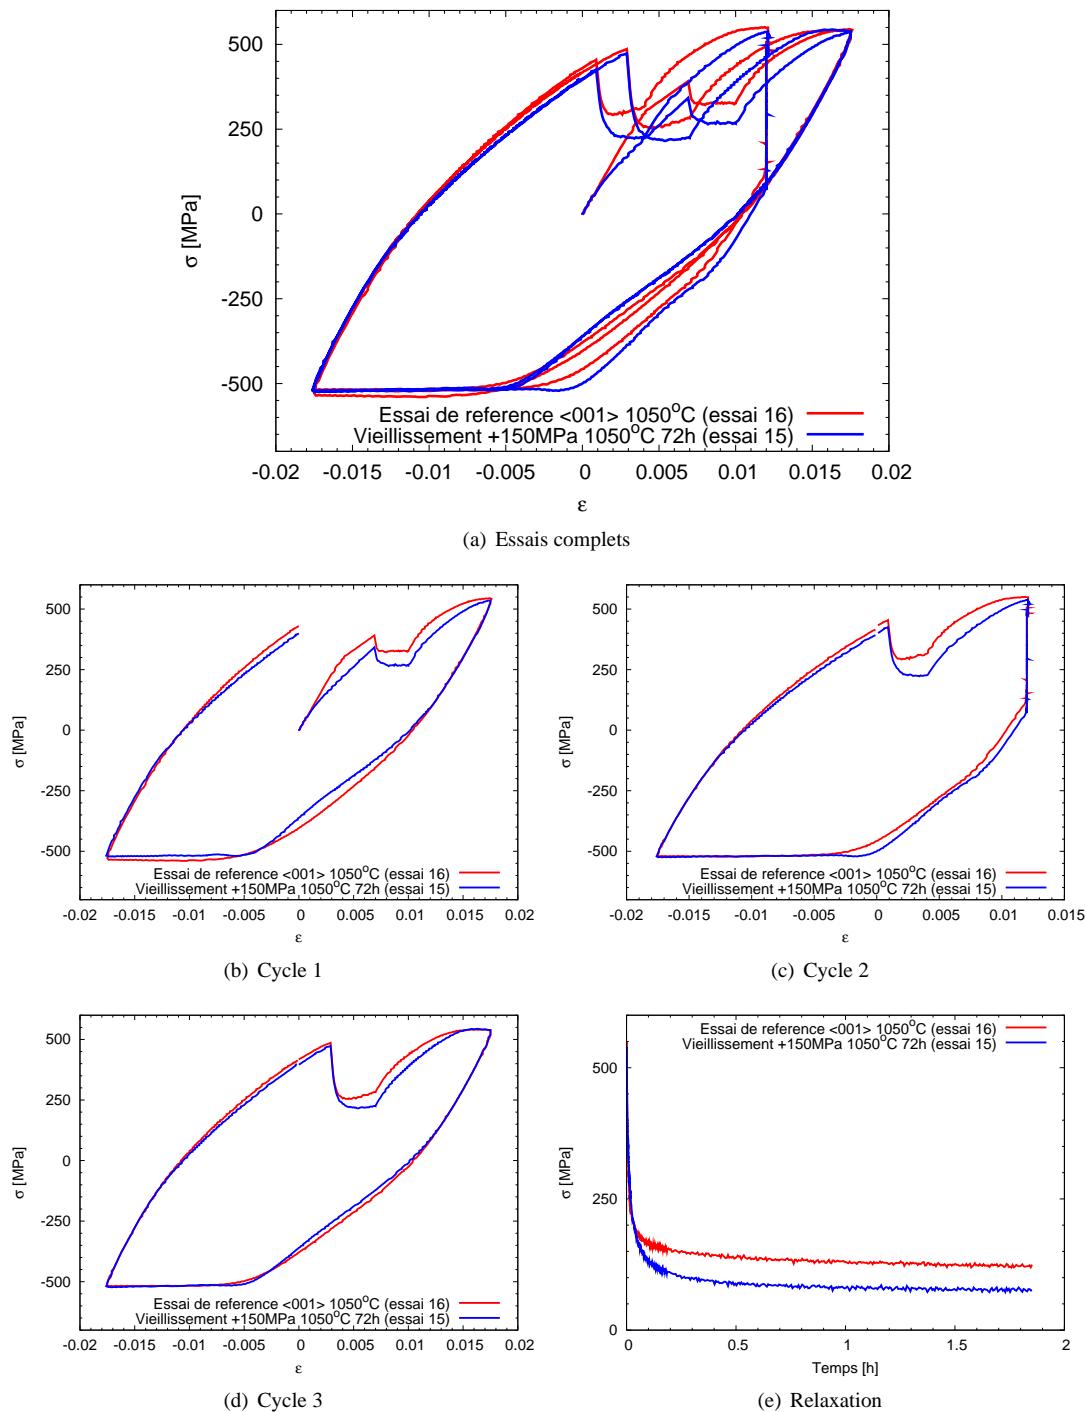 500
250
0
-250
-500
σ [MPa]
Essai de reference <001> 1050°C (essai 16)
Vieillissement +150MPa 1050°C 72h (essai 15)
-0.02 -0.015 -0.01 -0.005 0 0.005 0.01 0.015 0.02
ε
(a) Essais complets
500
250
0
-250
-500
σ [MPa]
Essai de reference <001> 1050°C (essai 16)
Vieillissement +150MPa 1050°C 72h (essai 15)
-0.02 -0.015 -0.01 -0.005 0 0.005 0.01 0.015 0.02
ε
(b) Cycle 1
500
250
0
-250
-500
σ [MPa]
Essai de reference <001> 1050°C (essai 16)
Vieillissement +150MPa 1050°C 72h (essai 15)
-0.02 -0.015 -0.01 -0.005 0 0.005 0.01 0.015
ε
(c) Cycle 2
500
250
0
-250
-500
σ [MPa]
Essai de reference <001> 1050°C (essai 16)
Vieillissement +150MPa 1050°C 72h (essai 15)
-0.02 -0.015 -0.01 -0.005 0 0.005 0.01 0.015 0.02
ε
(d) Cycle 3
Essai de reference <001> 1050°C (essai 16)
Vieillissement +150MPa 1050°C 72h (essai 15)
500
250
0
σ [MPa]
0 0.5 1 1.5 2
Temps [h]
(e) Relaxation